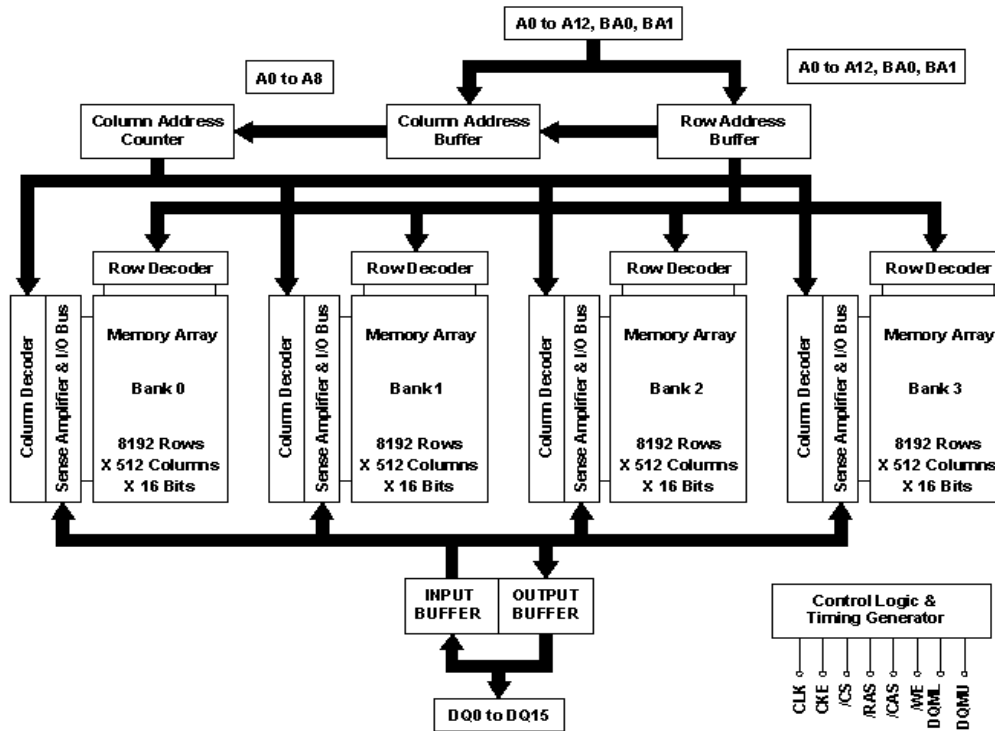 A0 to A12, BA0, BA1
A0 to A8
A0 to A12, BA0, BA1
Column Address
Counter
Column Address
Buffer
Row Address
Buffer
Row Decoder
Row Decoder
Row Decoder
Row Decoder
Column Decoder
Sense Amplifier & I/O Bus
Memory Array
Bank 0
8192 Rows
X 512 Columns
X 16 Bits
Column Decoder
Sense Amplifier & I/O Bus
Memory Array
Bank 1
8192 Rows
X 512 Columns
X 16 Bits
Column Decoder
Sense Amplifier & I/O Bus
Memory Array
Bank 2
8192 Rows
X 512 Columns
X 16 Bits
Column Decoder
Sense Amplifier & I/O Bus
Memory Array
Bank 3
8192 Rows
X 512 Columns
X 16 Bits
INPUT
BUFFER
OUTPUT
BUFFER
DQ0 to DQ15
Control Logic &
Timing Generator
CLK
CKE
/CS
/RAS
/CAS
/WE
DQML
DQMU